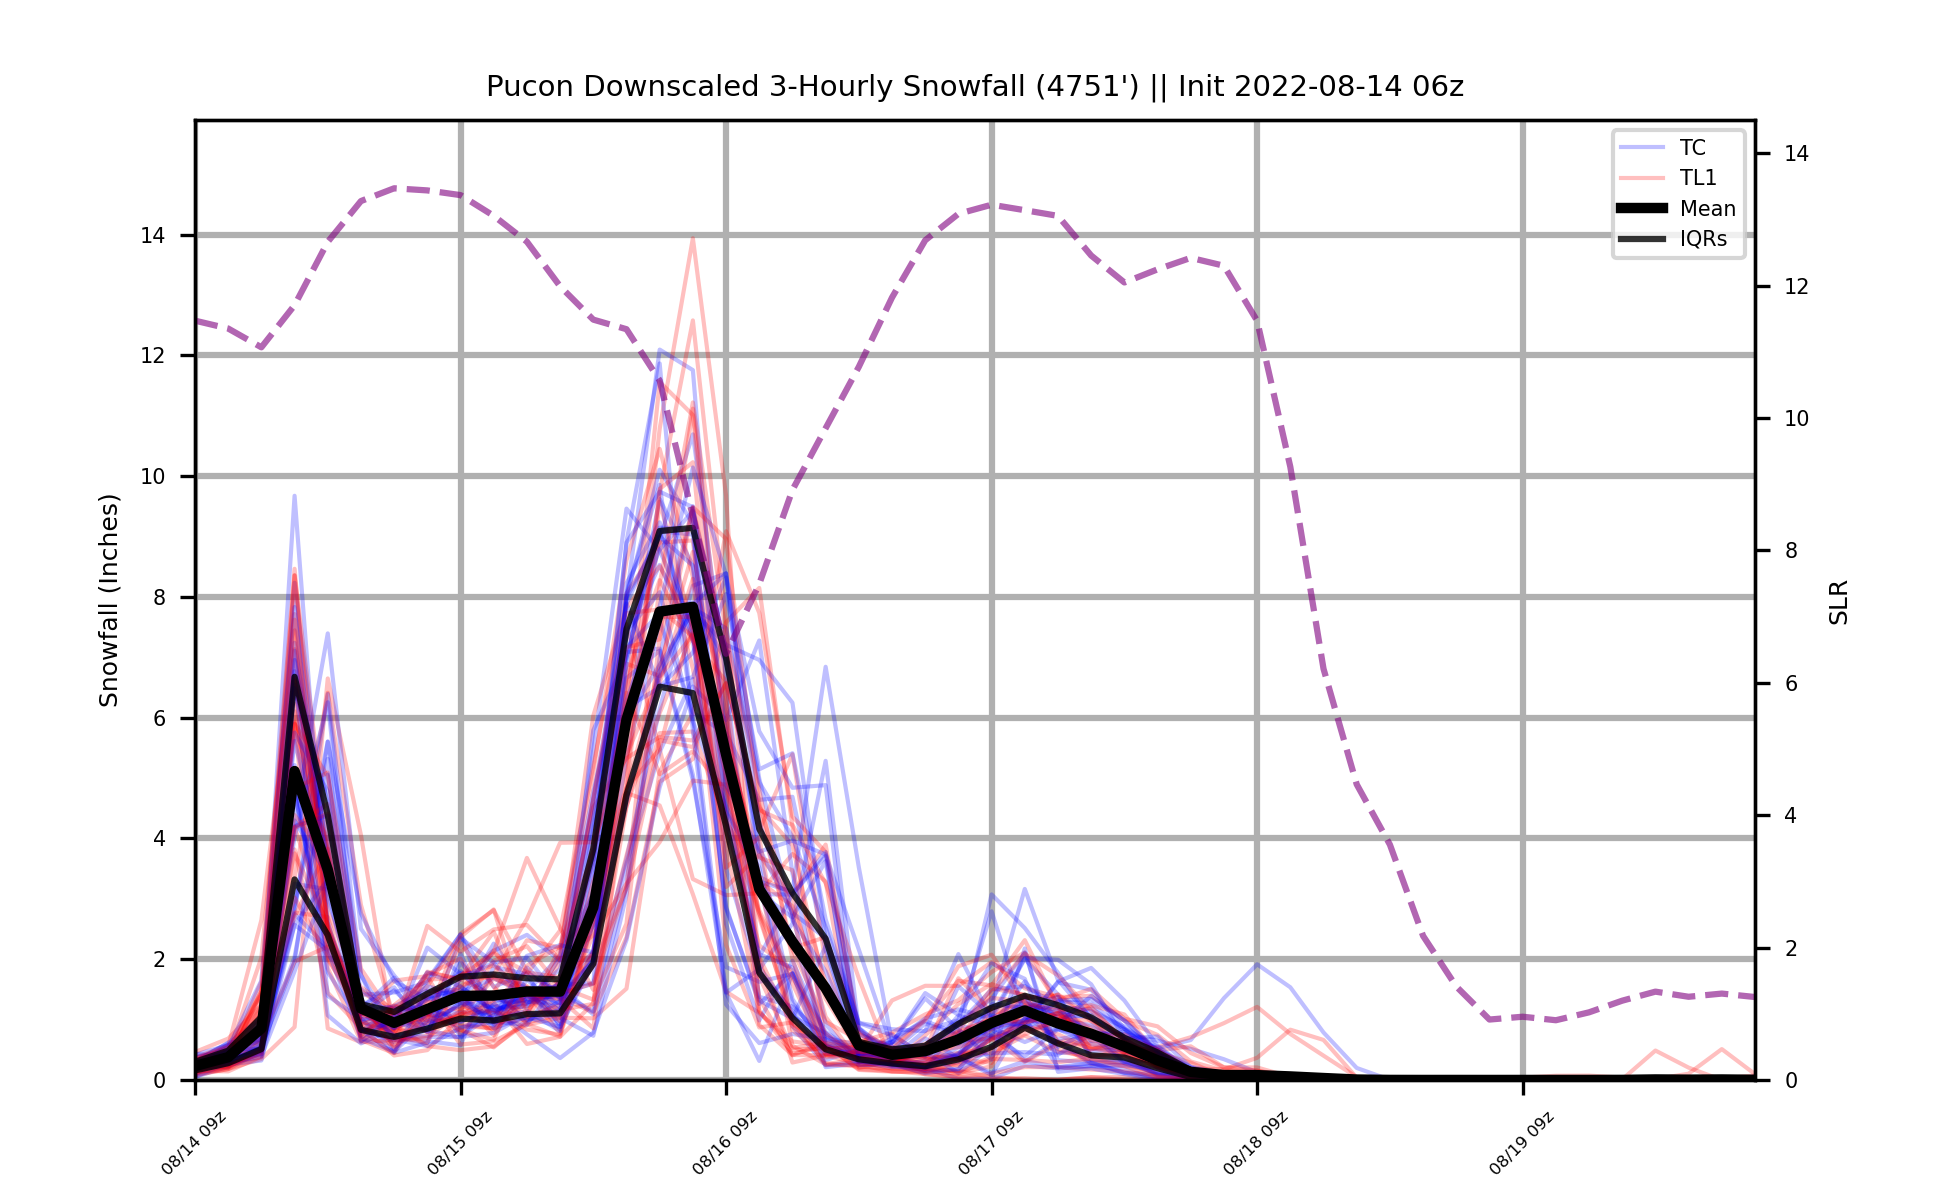 Pucon Downscaled 3-Hourly Snowfall (4751') || Init 2022-08-14 06z
TC
TL1
Mean
IQRs
Snowfall (Inches)
14
12
10
8
6
4
2
0
14
12
10
8
6
4
2
0
SLR
08/14 09z
08/15 09z
08/16 09z
08/17 09z
08/18 09z
08/19 09z